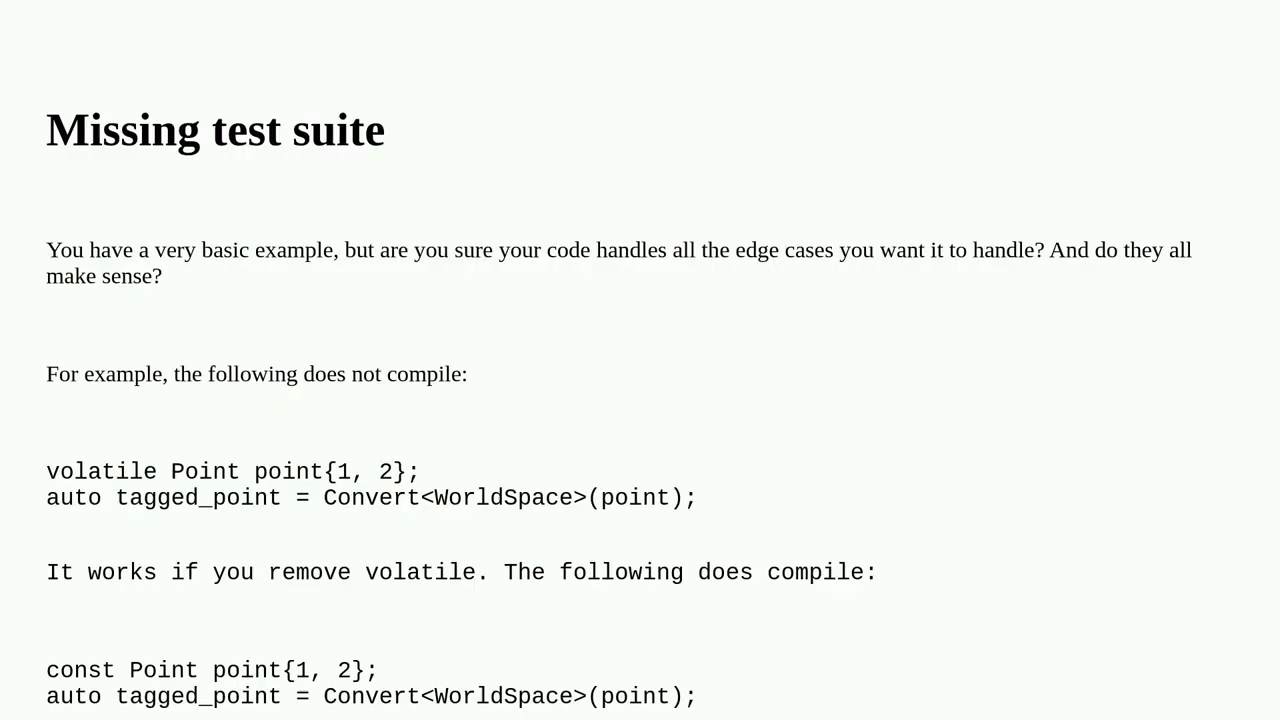 Missing test suite
You have a very basic example, but are you sure your code handles all the edge cases you want it to handle? And do they all
make sense?
For example, the following does not compile:
volatile Point point{1, 2};
auto tagged_point = Convert<WorldSpace>(point);
It works if you remove volatile. The following does compile:
const Point point{1, 2};
auto tagged_point = Convert<WorldSpace>(point);